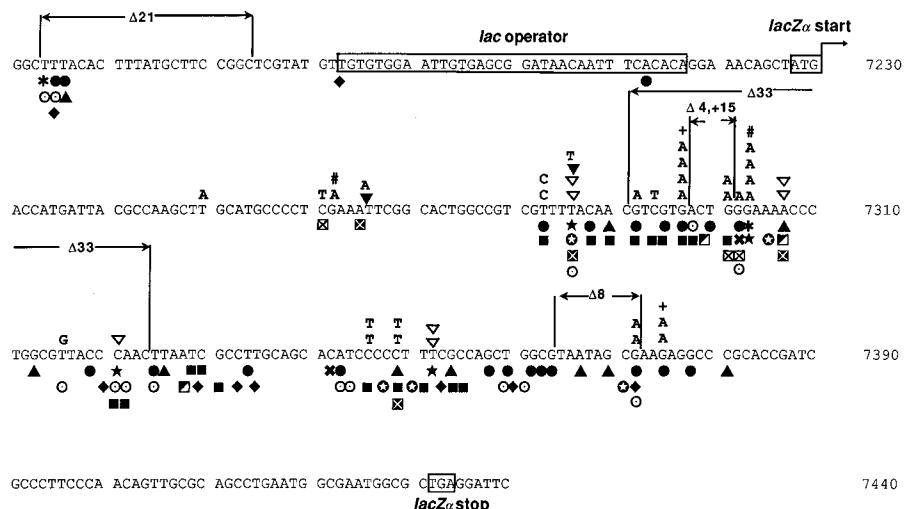 Δ21
lac operator
lacZα start
GGCTTTACAC TTTATGCTTC CGGCTCGTAT GTTGTGTGGA ATTGTGAGCG GATAACAATT TCACACAGGA AACAGCTATG 7230
Δ33
Δ 4,+15
+ #
T A A
A A
C A A A A
# A C A A A
A T A T C A T A A A A
ACCATGATTA CGCCAAGCTT GCATGCCCCT CGAAATTCGG CACTGGCCGT CGTTTTACAA CGTCGTGACT GGGAAAACCC 7310
Δ33
Δ8
+
T T A A
G T T A A
TGGCGTTACC CAACTTAATC GCCTTGCAGC ACATCCCCCT TTCGCCAGCT GGCGTAATAG CGAAGAGGCC CGCACCGATC 7390
GCCCTTCCCA ACAGTTGCGC AGCCTGAATG GCGAATGGCG CTGAGGATTC 7440
lacZα stop